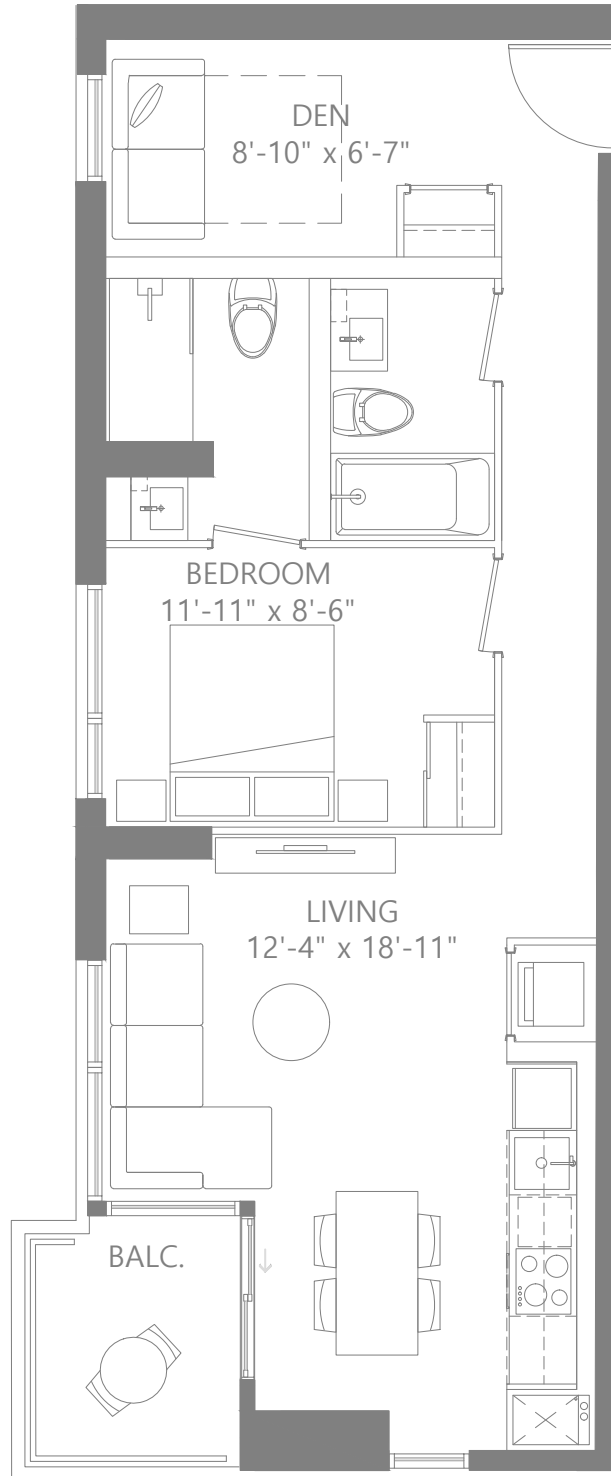 DEN
8'-10" x 6'-7"
BEDROOM
11'-11" x 8'-6"
LIVING
12'-4" x 18'-11"
BALC.